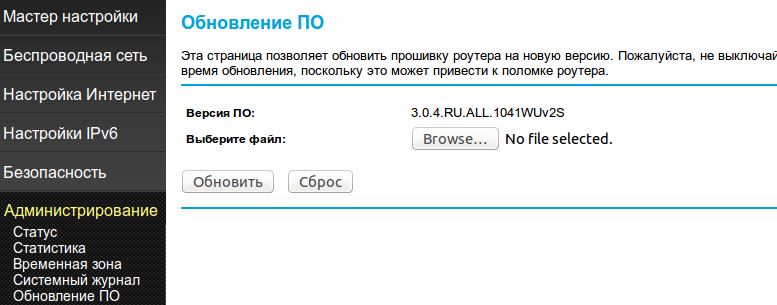 Мастер настройки
Беспроводная сеть
Настройка Интернет
Настройки IPv6
Безопасность
Администрирование
Статус
Статистика
Временная зона
Системный журнал
Обновление ПО
Обновление ПО
Эта страница позволяет обновить прошивку роутера на новую версию. Пожалуйста, не выключай
время обновления, поскольку это может привести к поломке роутера.
Версия ПО: 3.0.4.RU.ALL.1041WUv2S
Выберите файл: Browse... No file selected.
Обновить Сброс